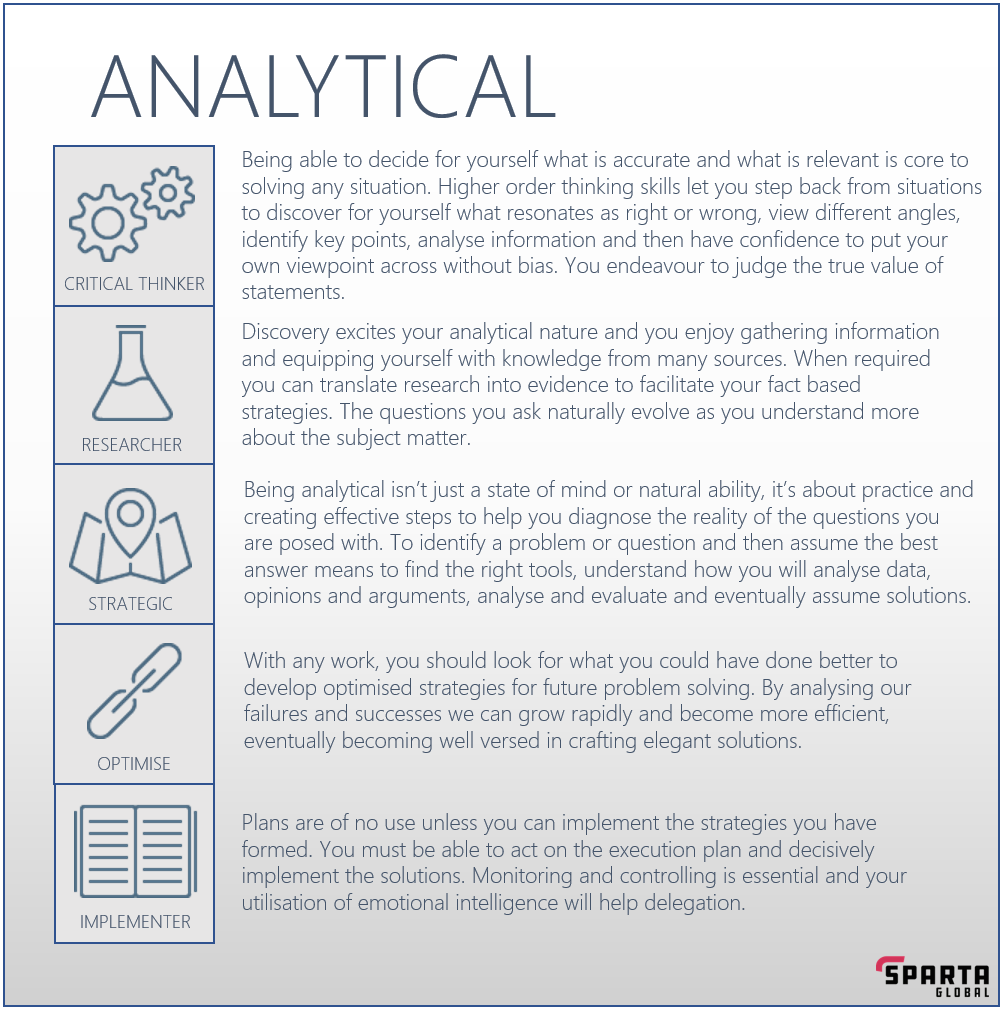 ANALYTICAL
CRITICAL THINKER
Being able to decide for yourself what is accurate and what is relevant is core to
solving any situation. Higher order thinking skills let you step back from situations
to discover for yourself what resonates as right or wrong, view different angles,
identify key points, analyse information and then have confidence to put your
own viewpoint across without bias. You endeavour to judge the true value of
statements.
RESEARCHER
Discovery excites your analytical nature and you enjoy gathering information
and equipping yourself with knowledge from many sources. When required
you can translate research into evidence to facilitate your fact based
strategies. The questions you ask naturally evolve as you understand more
about the subject matter.
STRATEGIC
Being analytical isn’t just a state of mind or natural ability, it’s about practice and
creating effective steps to help you diagnose the reality of the questions you
are posed with. To identify a problem or question and then assume the best
answer means to find the right tools, understand how you will analyse data,
opinions and arguments, analyse and evaluate and eventually assume solutions.
OPTIMISE
With any work, you should look for what you could have done better to
develop optimised strategies for future problem solving. By analysing our
failures and successes we can grow rapidly and become more efficient,
eventually becoming well versed in crafting elegant solutions.
IMPLEMENTER
Plans are of no use unless you can implement the strategies you have
formed. You must be able to act on the execution plan and decisively
implement the solutions. Monitoring and controlling is essential and your
utilisation of emotional intelligence will help delegation.
SPARTA
GLOBAL